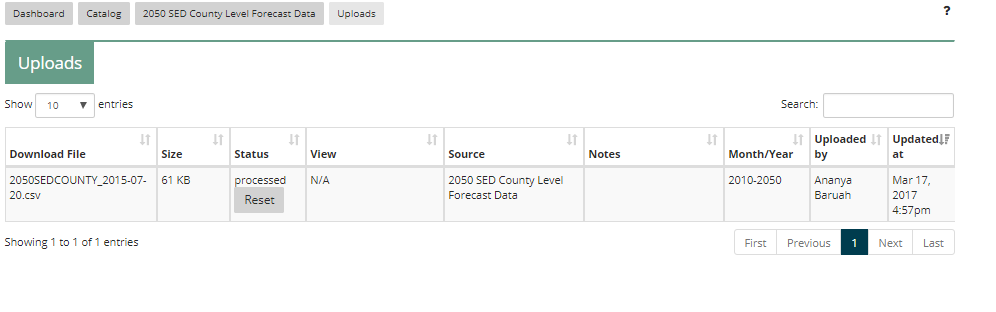 Dashboard Catalog 2050 SED County Level Forecast Data Uploads ?
Uploads
Show 10 entries Search:
Download File Size Status View Source Notes Month/Year Uploaded by Updated at
2050SEDCOUNTY_2015-07-20.csv 61 KB processed N/A 2050 SED County Level Forecast Data 2010-2050 Ananya Baruah Mar 17, 2017 4:57pm
Reset
Showing 1 to 1 of 1 entries First Previous 1 Next Last